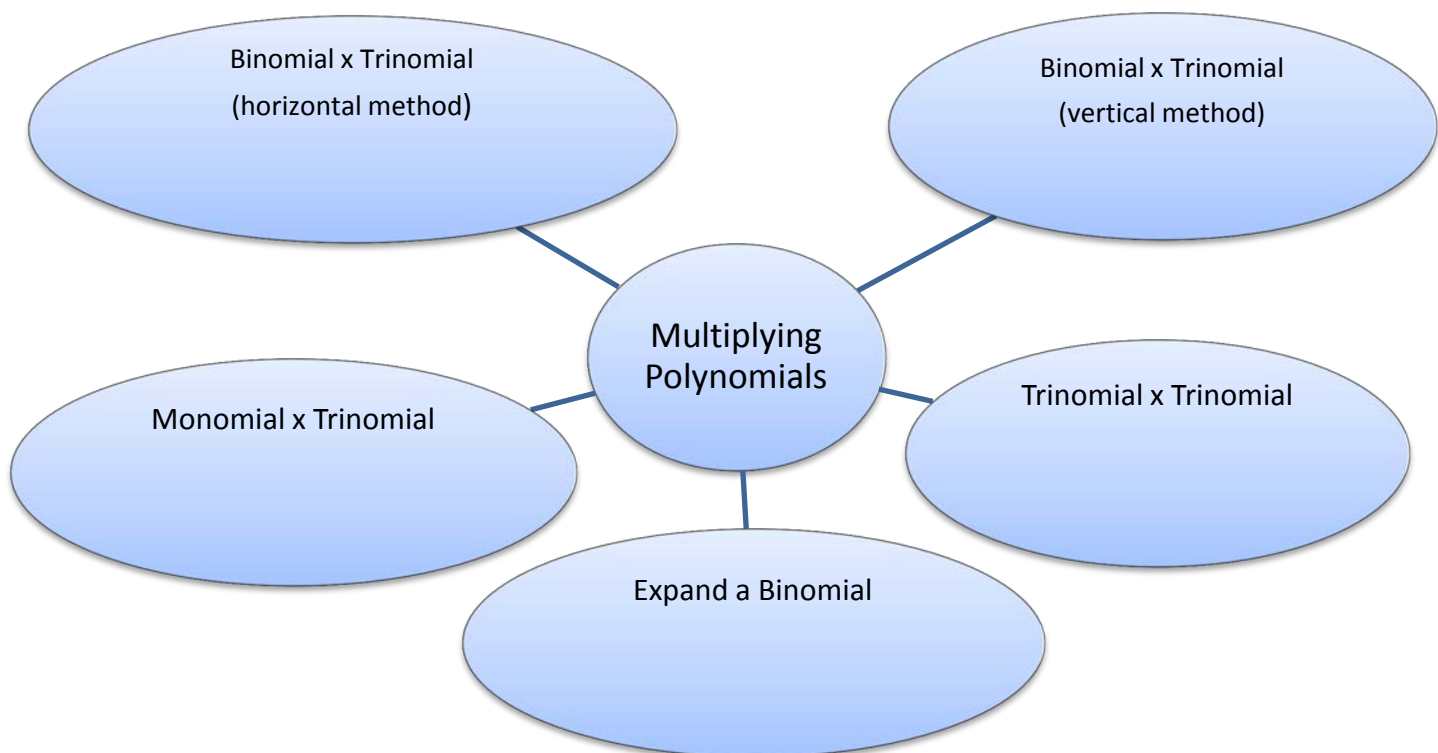 Binomial x Trinomial
(horizontal method)
Binomial x Trinomial
(vertical method)
Multiplying
Polynomials
Monomial x Trinomial
Trinomial x Trinomial
Expand a Binomial